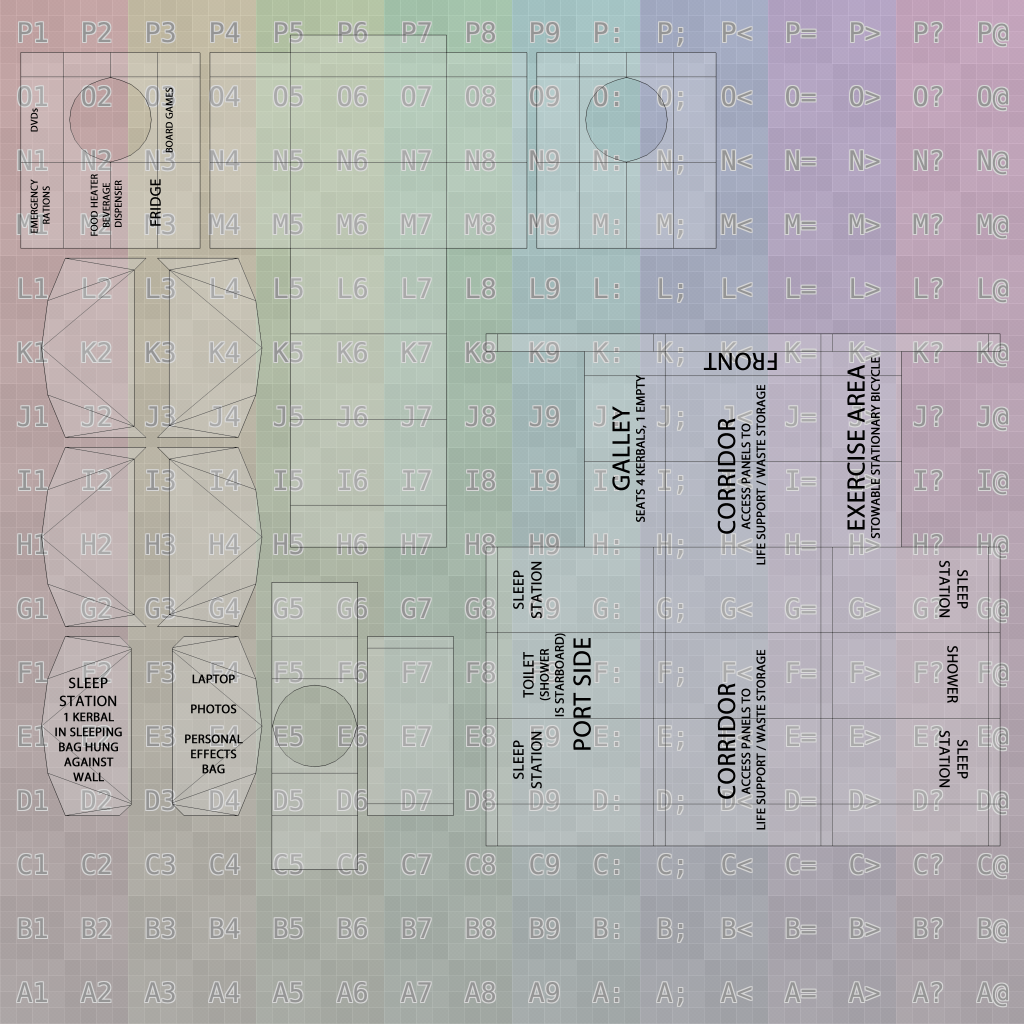 P1 P2 P3 P4 P5 P6 P7 P8 P9 P: P; P< P= P> P? P@
O1 O2 O3 O4 O5 O6 O7 O8 O9 O: O; O< O= O> O? O@
DVDs
BOARD GAMES
N1 N2 N3 N4 N5 N6 N7 N8 N9 N: N; N< N= N> N? N@
EMERGENCY
RATIONS
FOOD HEATER
BEVERAGE
DISPENSER
FRIDGE
M1 M2 M3 M4 M5 M6 M7 M8 M9 M: M; M< M= M> M? M@
L1 L2 L3 L4 L5 L6 L7 L8 L9 L: L; L< L= L> L? L@
K1 K2 K3 K4 K5 K6 K7 K8 K9 K: K; K< K= K> K? K@
FRONT
J1 J2 J3 J4 J5 J6 J7 J8 J9 J: J; J< J= J> J? J@
GALLEY
SEATS 4 KERBALS, 1 EMPTY
CORRIDOR
ACCESS PANELS TO
LIFE SUPPORT / WASTE STORAGE
EXERCISE AREA
STOWABLE STATIONARY BICYCLE
I1 I2 I3 I4 I5 I6 I7 I8 I9 I: I; I< I= I> I? I@
H1 H2 H3 H4 H5 H6 H7 H8 H9 H: H; H< H= H> H? H@
SLEEP
STATION
SLEEP
STATION
G1 G2 G3 G4 G5 G6 G7 G8 G9 G: G; G< G= G> G? G@
F1 F2 F3 F4 F5 F6 F7 F8 F9 F: F; F< F= F> F? F@
TOILET
(SHOWER
IS STARBOARD)
PORT SIDE
CORRIDOR
ACCESS PANELS TO
LIFE SUPPORT / WASTE STORAGE
SHOWER
SLEEP
STATION
1 KERBAL
IN SLEEPING
BAG HUNG
AGAINST
WALL
LAPTOP
PHOTOS
PERSONAL
EFFECTS
BAG
E1 E2 E3 E4 E5 E6 E7 E8 E9 E: E; E< E= E> E? E@
SLEEP
STATION
SLEEP
STATION
D1 D2 D3 D4 D5 D6 D7 D8 D9 D: D; D< D= D> D? D@
C1 C2 C3 C4 C5 C6 C7 C8 C9 C: C; C< C= C> C? C@
B1 B2 B3 B4 B5 B6 B7 B8 B9 B: B; B< B= B> B? B@
A1 A2 A3 A4 A5 A6 A7 A8 A9 A: A; A< A= A> A? A@